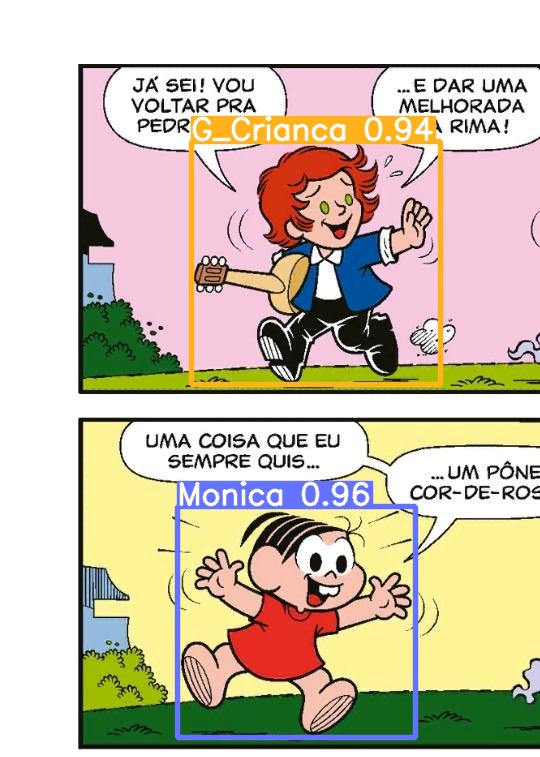 JÁ SEI! VOU
VOLTAR PRA
PEDR
...E DAR UMA
MELHORADA
A RIMA!
G_Crianca 0.94
UMA COISA QUE EU
SEMPRE QUIS...
...UM PÔNE
COR-DE-ROS
Monica 0.96